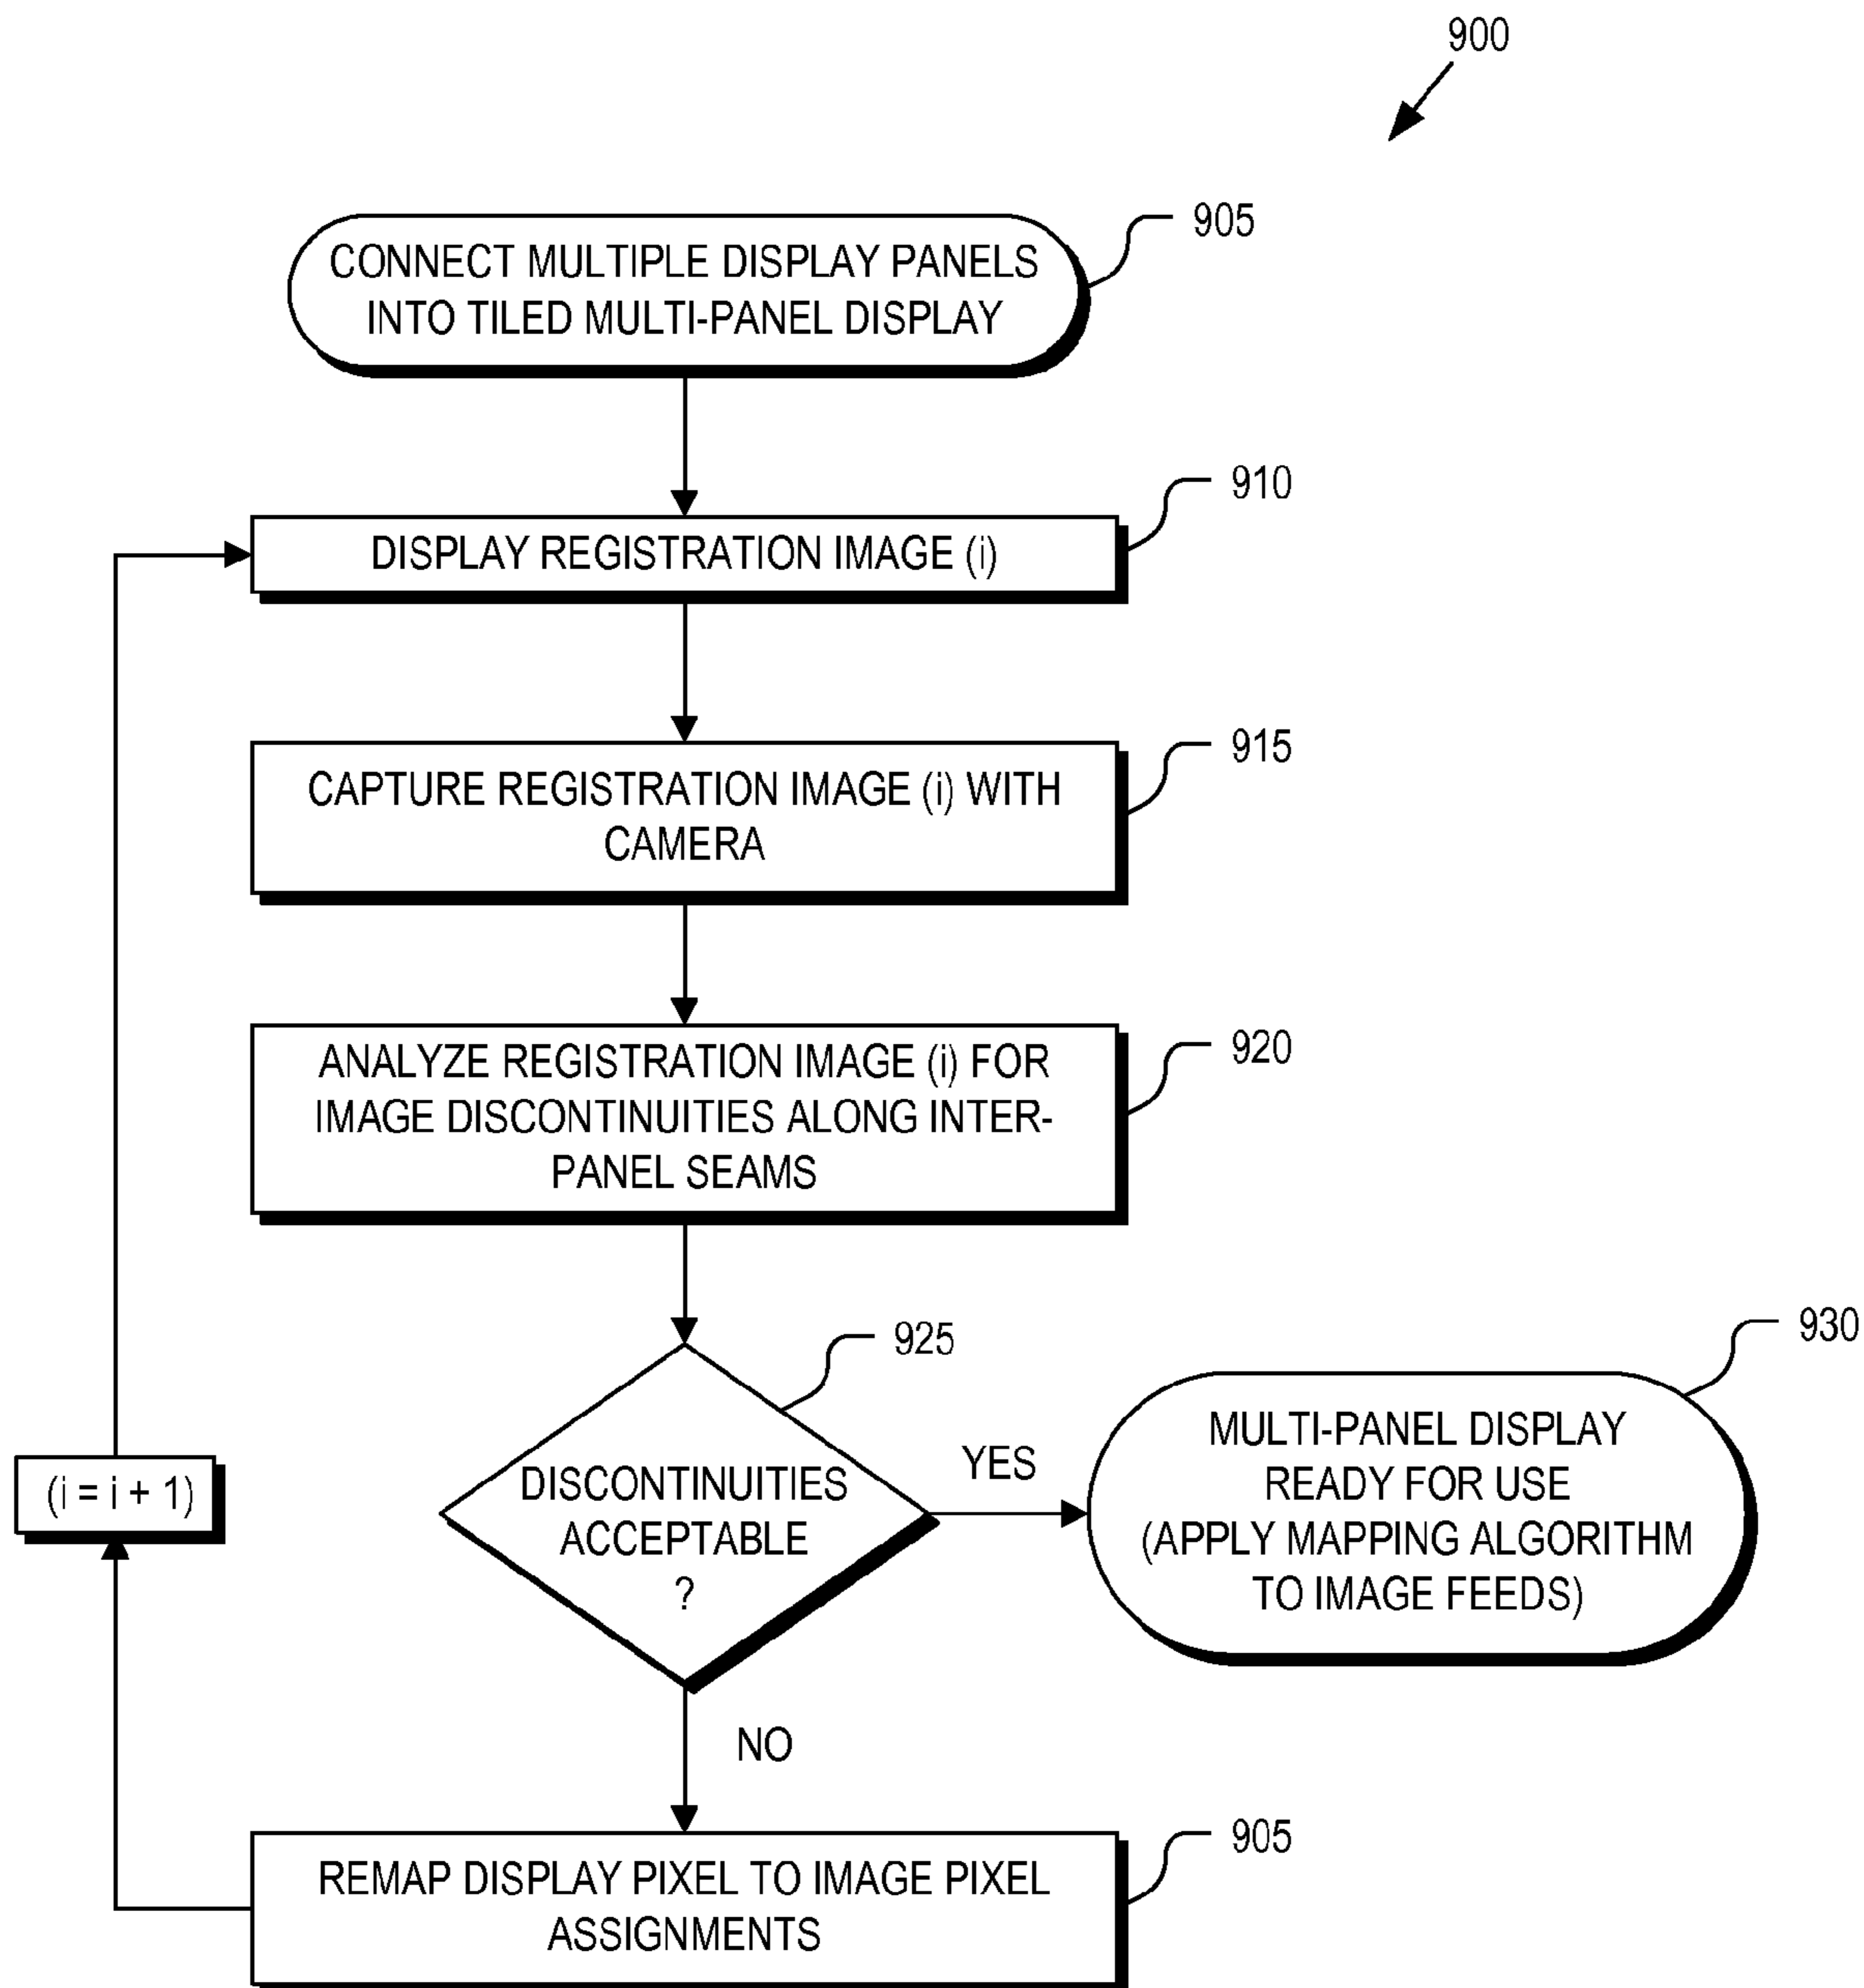 900
CONNECT MULTIPLE DISPLAY PANELS
INTO TILED MULTI-PANEL DISPLAY
905
DISPLAY REGISTRATION IMAGE (i)
910
CAPTURE REGISTRATION IMAGE (i) WITH
CAMERA
915
ANALYZE REGISTRATION IMAGE (i) FOR
IMAGE DISCONTINUITIES ALONG INTER-
PANEL SEAMS
920
DISCONTINUITIES
ACCEPTABLE
?
925
YES
MULTI-PANEL DISPLAY
READY FOR USE
(APPLY MAPPING ALGORITHM
TO IMAGE FEEDS)
930
NO
REMAP DISPLAY PIXEL TO IMAGE PIXEL
ASSIGNMENTS
905
(i = i + 1)